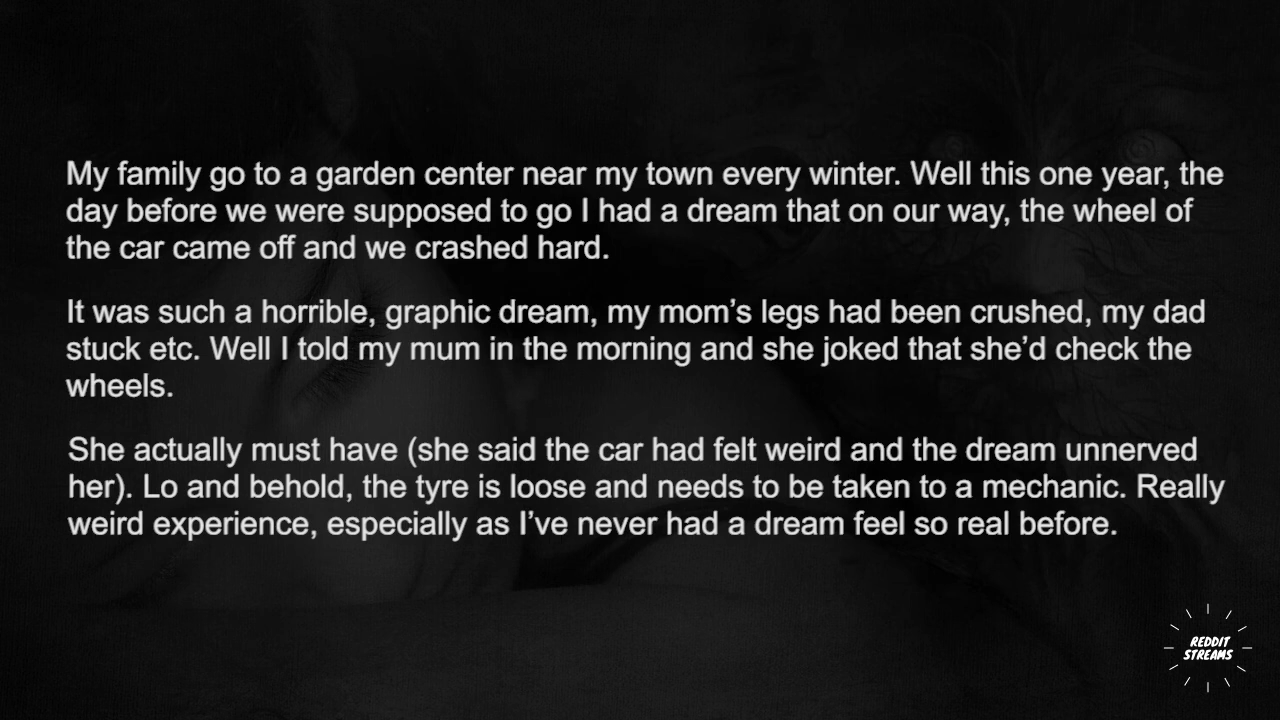 My family go to a garden center near my town every winter. Well this one year, the
day before we were supposed to go I had a dream that on our way, the wheel of
the car came off and we crashed hard.
It was such a horrible, graphic dream, my mom’s legs had been crushed, my dad
stuck etc. Well I told my mum in the morning and she joked that she’d check the
wheels.
She actually must have (she said the car had felt weird and the dream unnerved
her). Lo and behold, the tyre is loose and needs to be taken to a mechanic. Really
weird experience, especially as I’ve never had a dream feel so real before.
REDDIT
STREAMS